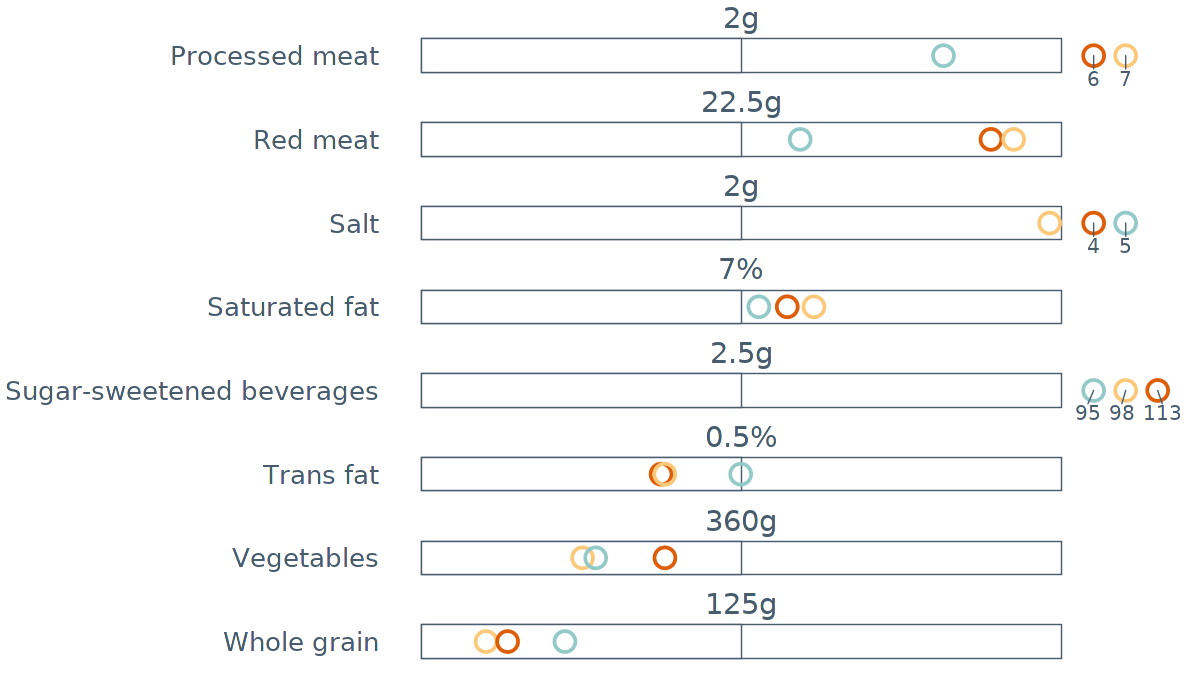 2g
Processed meat
6 7
22.5g
Red meat
2g
Salt
4 5
7%
Saturated fat
2.5g
Sugar-sweetened beverages
95 98 113
0.5%
Trans fat
360g
Vegetables
125g
Whole grain